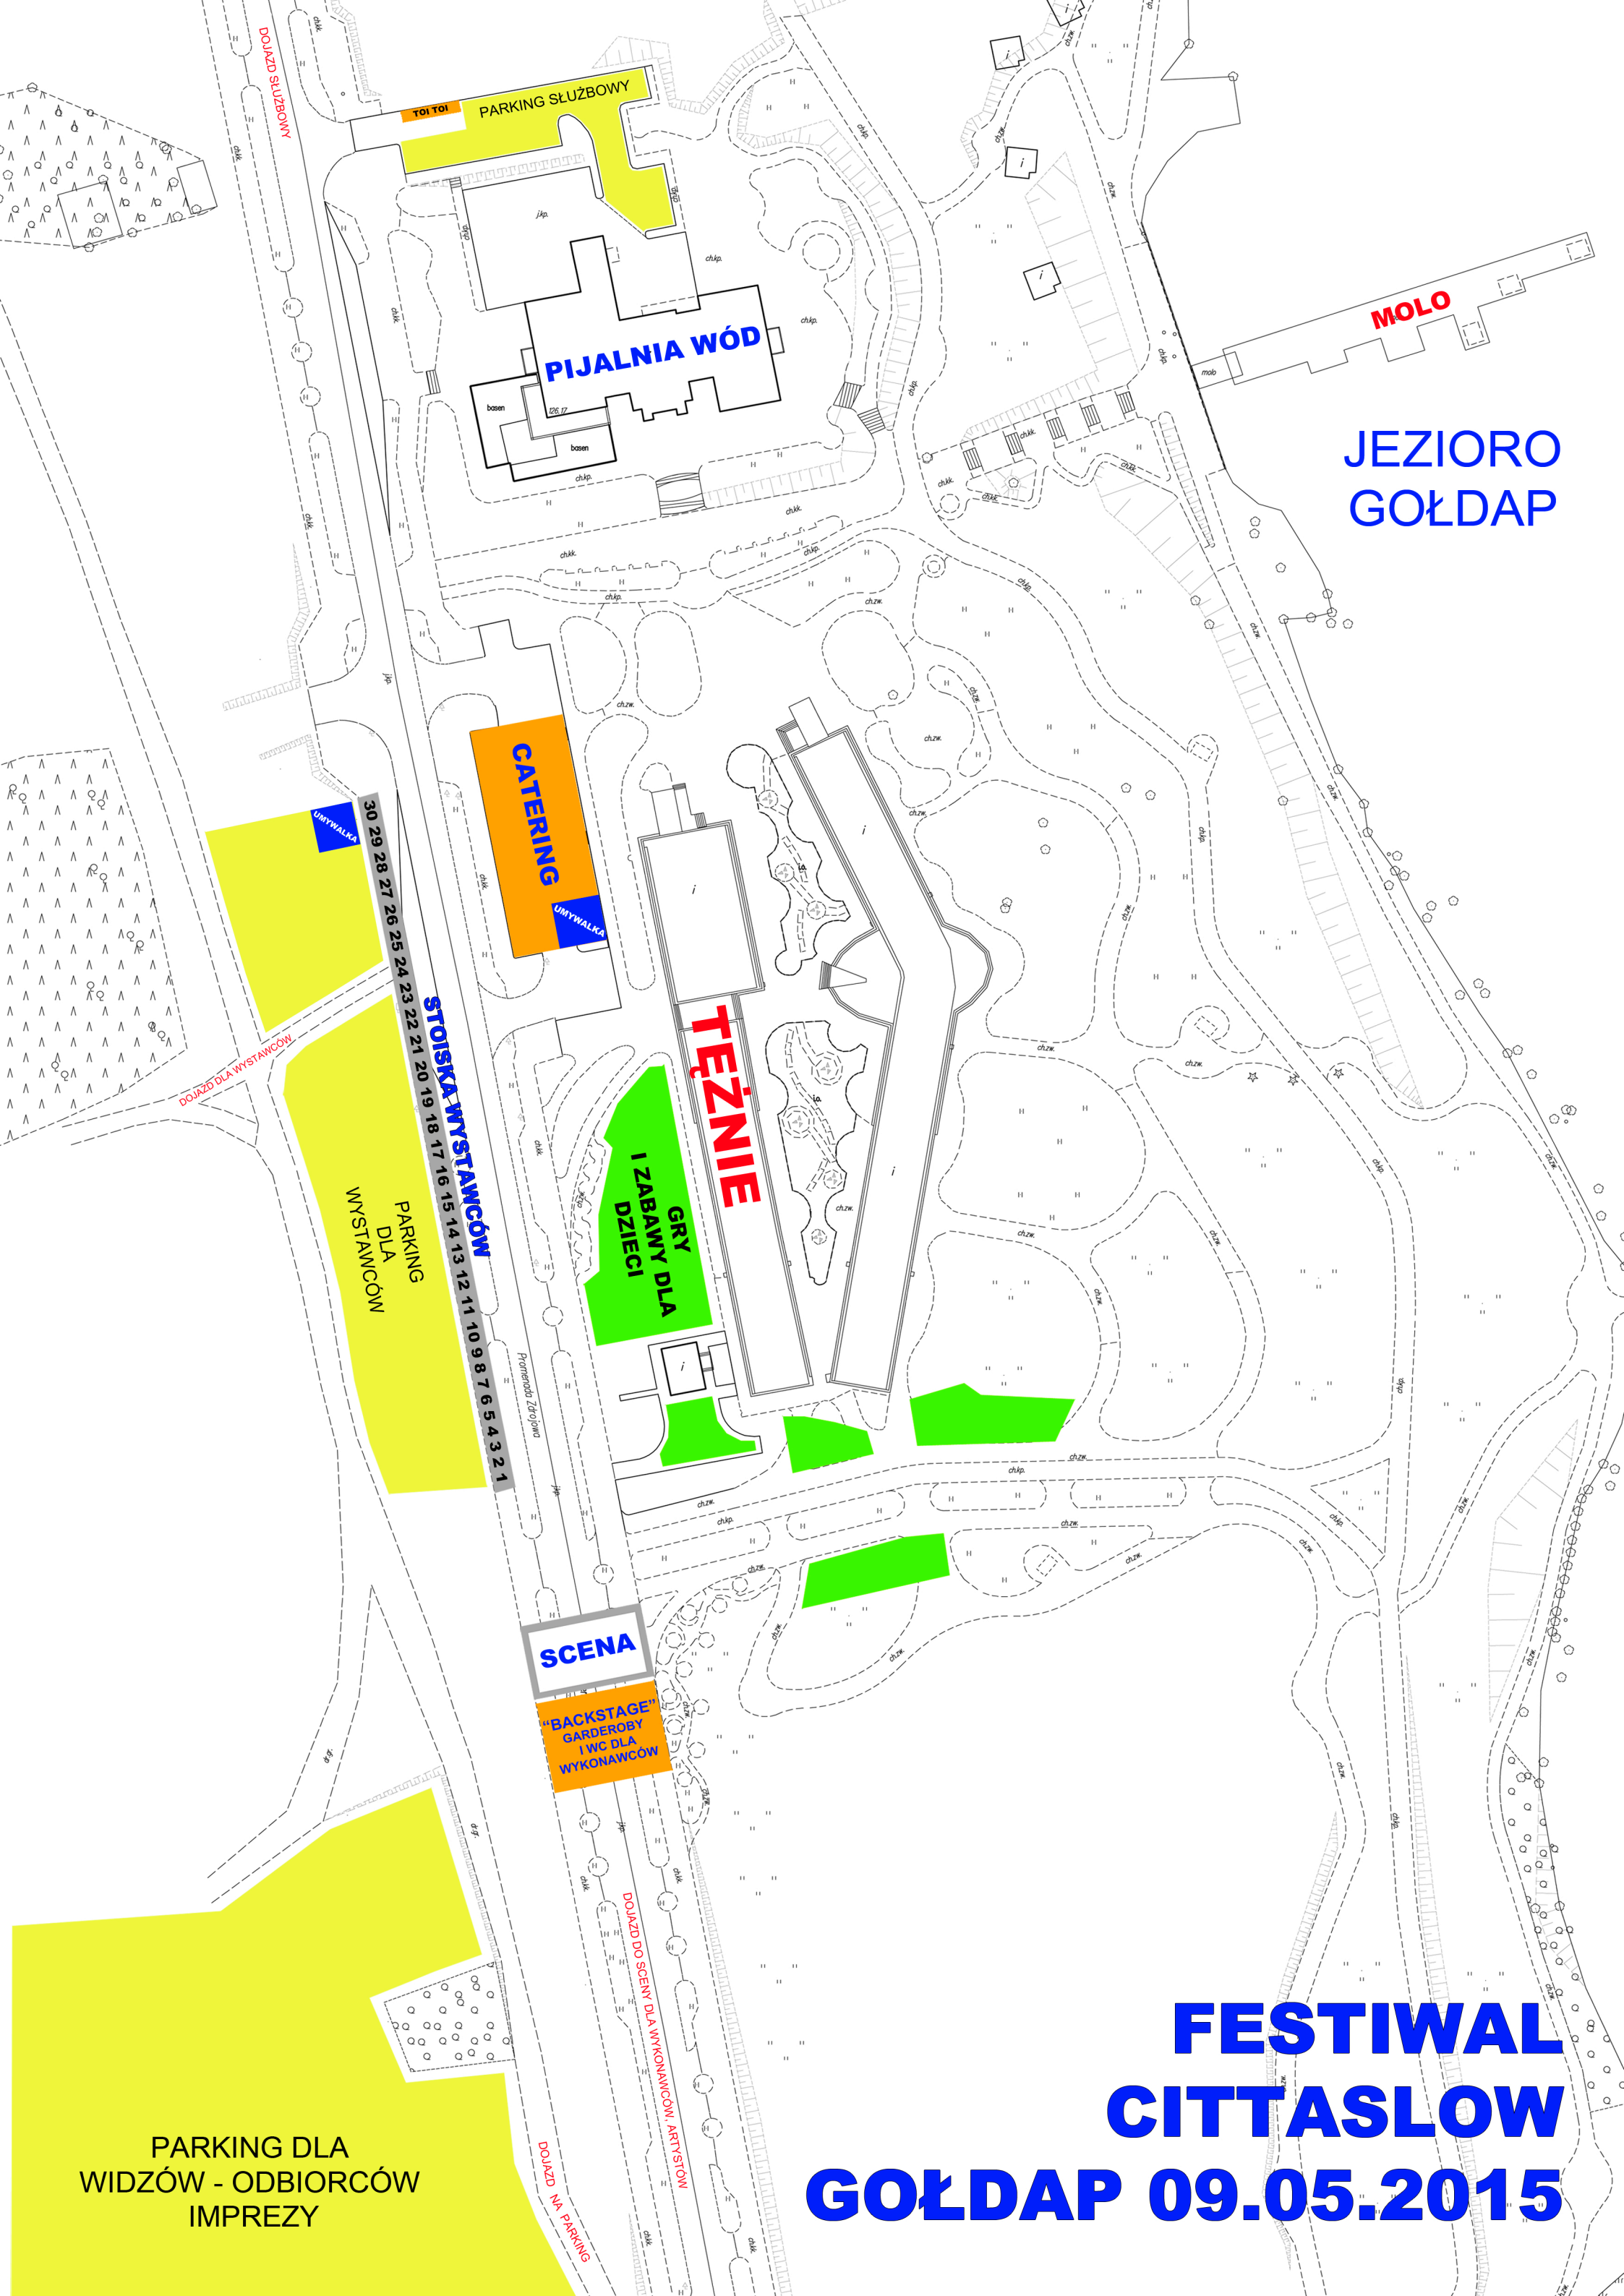 DOJAZD SŁUŻBOWY
TOI TOI
PARKING SŁUŻBOWY
PIJALNIA WÓD
basen
126.17
basen
MOLO
molo
JEZIORO
GOŁDAP
CATERING
UMYWALKA
UMYWALKA
30 29 28 27 26 25 24 23 22 21 20 19 18 17 16 15 14 13 12 11 10 9 8 7 6 5 4 3 2 1
STOISKA WYSTAWCÓW
DOJAZD DLA WYSTAWCÓW
PARKING
DLA
WYSTAWCÓW
TĘŻNIE
GRY
I ZABAWY DLA
DZIECI
Promenada Zdrojowa
SCENA
“BACKSTAGE”
GARDEROBY
I WC DLA
WYKONAWCÓW
DOJAZD DO SCENY DLA WYKONAWCÓW, ARTYSTÓW
DOJAZD NA PARKING
PARKING DLA
WIDZÓW - ODBIORCÓW
IMPREZY
FESTIWAL
CITTASLOW
GOŁDAP 09.05.2015